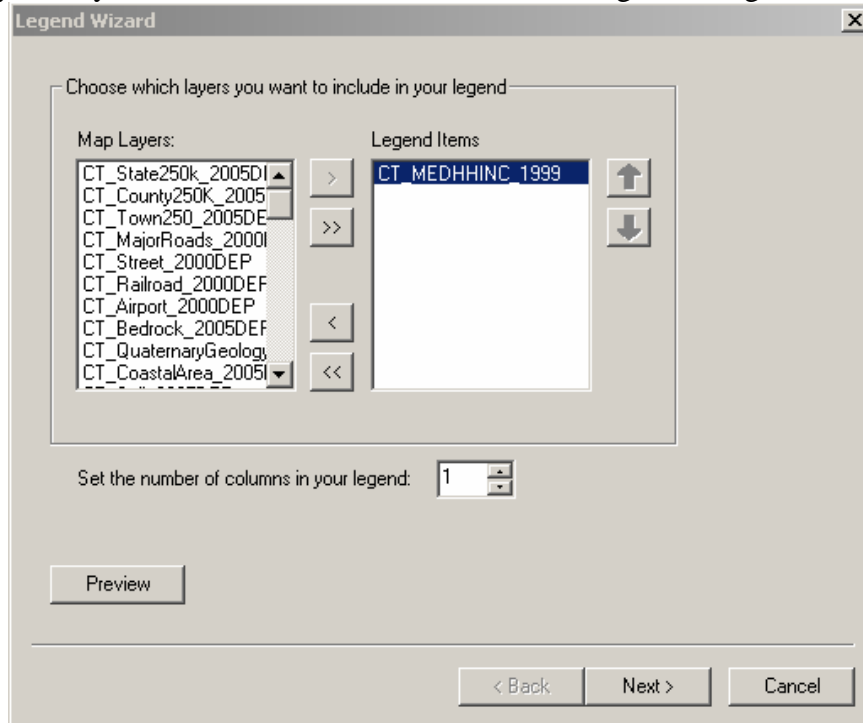 Legend Wizard
Choose which layers you want to include in your legend
Map Layers:
Legend Items
CT_State250k_2005DI
CT_County250K_2005
CT_Town250_2005DE
CT_MajorRoads_2000
CT_Street_2000DEP
CT_Railroad_2000DEF
CT_Airport_2000DEP
CT_Bedrock_2005DEF
CT_QuaternaryGeology
CT_CoastalArea_2005
>
>>
<
<<
CT_MEDHHINC_1999
Set the number of columns in your legend:
1
Preview
< Back
Next >
Cancel